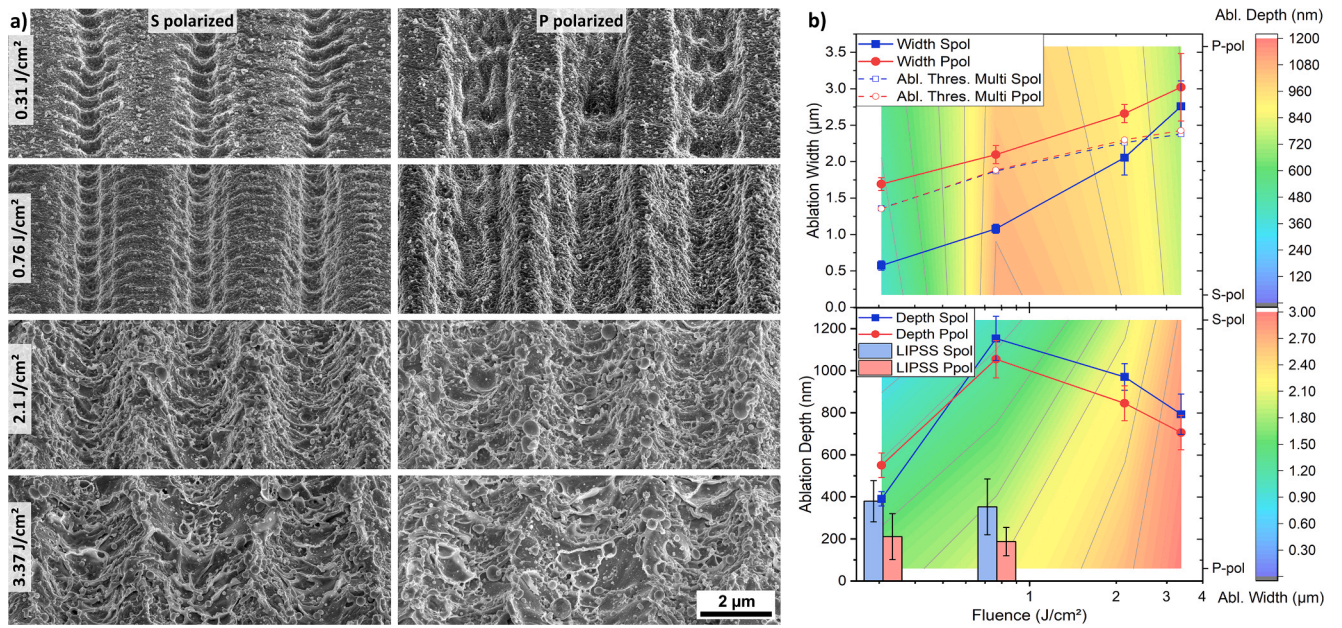 a)
S polarized
P polarized
0.31 J/cm²
0.76 J/cm²
2.1 J/cm²
3.37 J/cm²
2 µm
b)
Abl. Depth (nm)
Width Spol
Width Ppol
Abl. Thres. Multi Spol
Abl. Thres. Multi Ppol
Ablation Width (µm)
3.5
3.0
2.5
2.0
1.5
1.0
0.5
0.0
P-pol
S-pol
1200
1080
960
840
720
600
480
360
240
120
Depth Spol
Depth Ppol
LIPSS Spol
LIPSS Ppol
Ablation Depth (nm)
1200
1000
800
600
400
200
0
S-pol
P-pol
3.00
2.70
2.40
2.10
1.80
1.50
1.20
0.90
0.60
0.30
1
2
3
4
Fluence (J/cm²)
Abl. Width (µm)